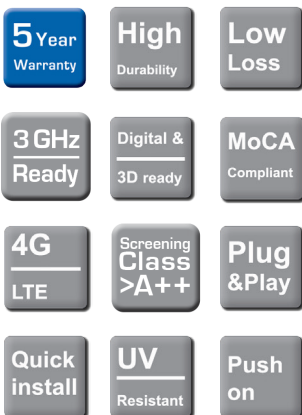 5 Year
Warranty
High
Durability
Low
Loss
3 GHz
Ready
Digital &
3D ready
MoCA
Compliant
4G
LTE
Screening
Class
>A++
Plug
&Play
Quick
install
UV
Resistant
Push
on